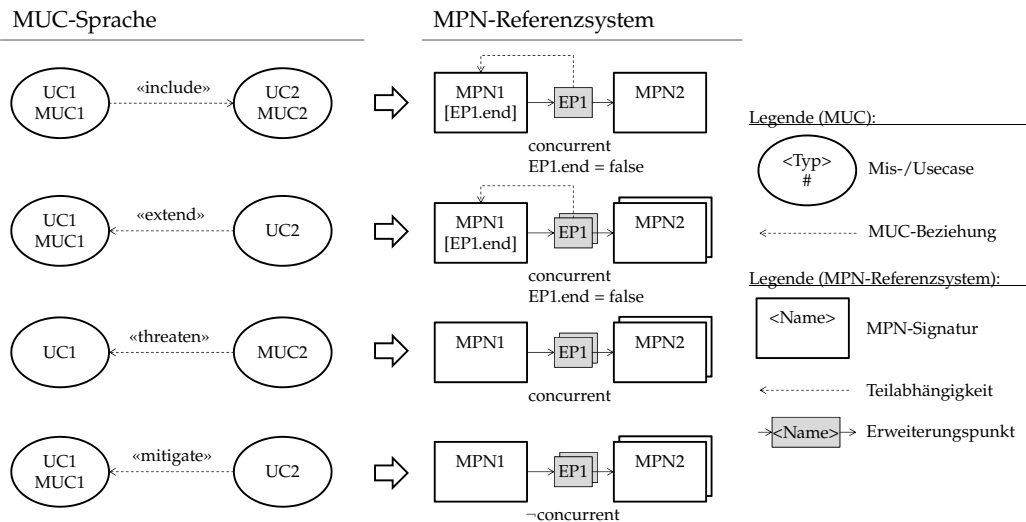 MUC-Sprache
MPN-Referenzsystem
UC1
MUC1
«include»
UC2
MUC2
MPN1
[EP1.end]
EP1
MPN2
concurrent
EP1.end = false
UC1
MUC1
«extend»
UC2
MPN1
[EP1.end]
EP1
MPN2
concurrent
EP1.end = false
UC1
«threaten»
MUC2
MPN1
EP1
MPN2
concurrent
UC1
MUC1
«mitigate»
UC2
MPN1
EP1
MPN2
¬concurrent
Legende (MUC):
<Typ>
#
Mis-/Usecase
MUC-Beziehung
Legende (MPN-Referenzsystem):
<Name>
MPN-Signatur
Teilabhängigkeit
<Name>
Erweiterungspunkt